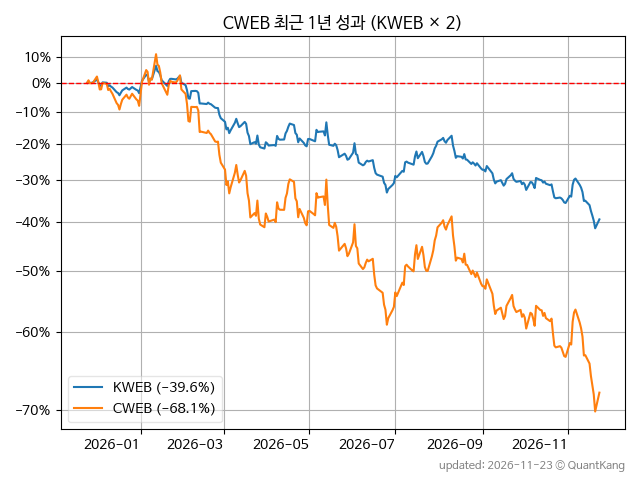 CWEB 최근 1년 성과 (KWEB × 2)
10%
0%
−10%
−20%
−30%
−40%
−50%
−60%
−70%
KWEB (−39.6%)
CWEB (−68.1%)
2026−01 2026−03 2026−05 2026−07 2026−09 2026−11
updated: 2026−11−23 © QuantKang